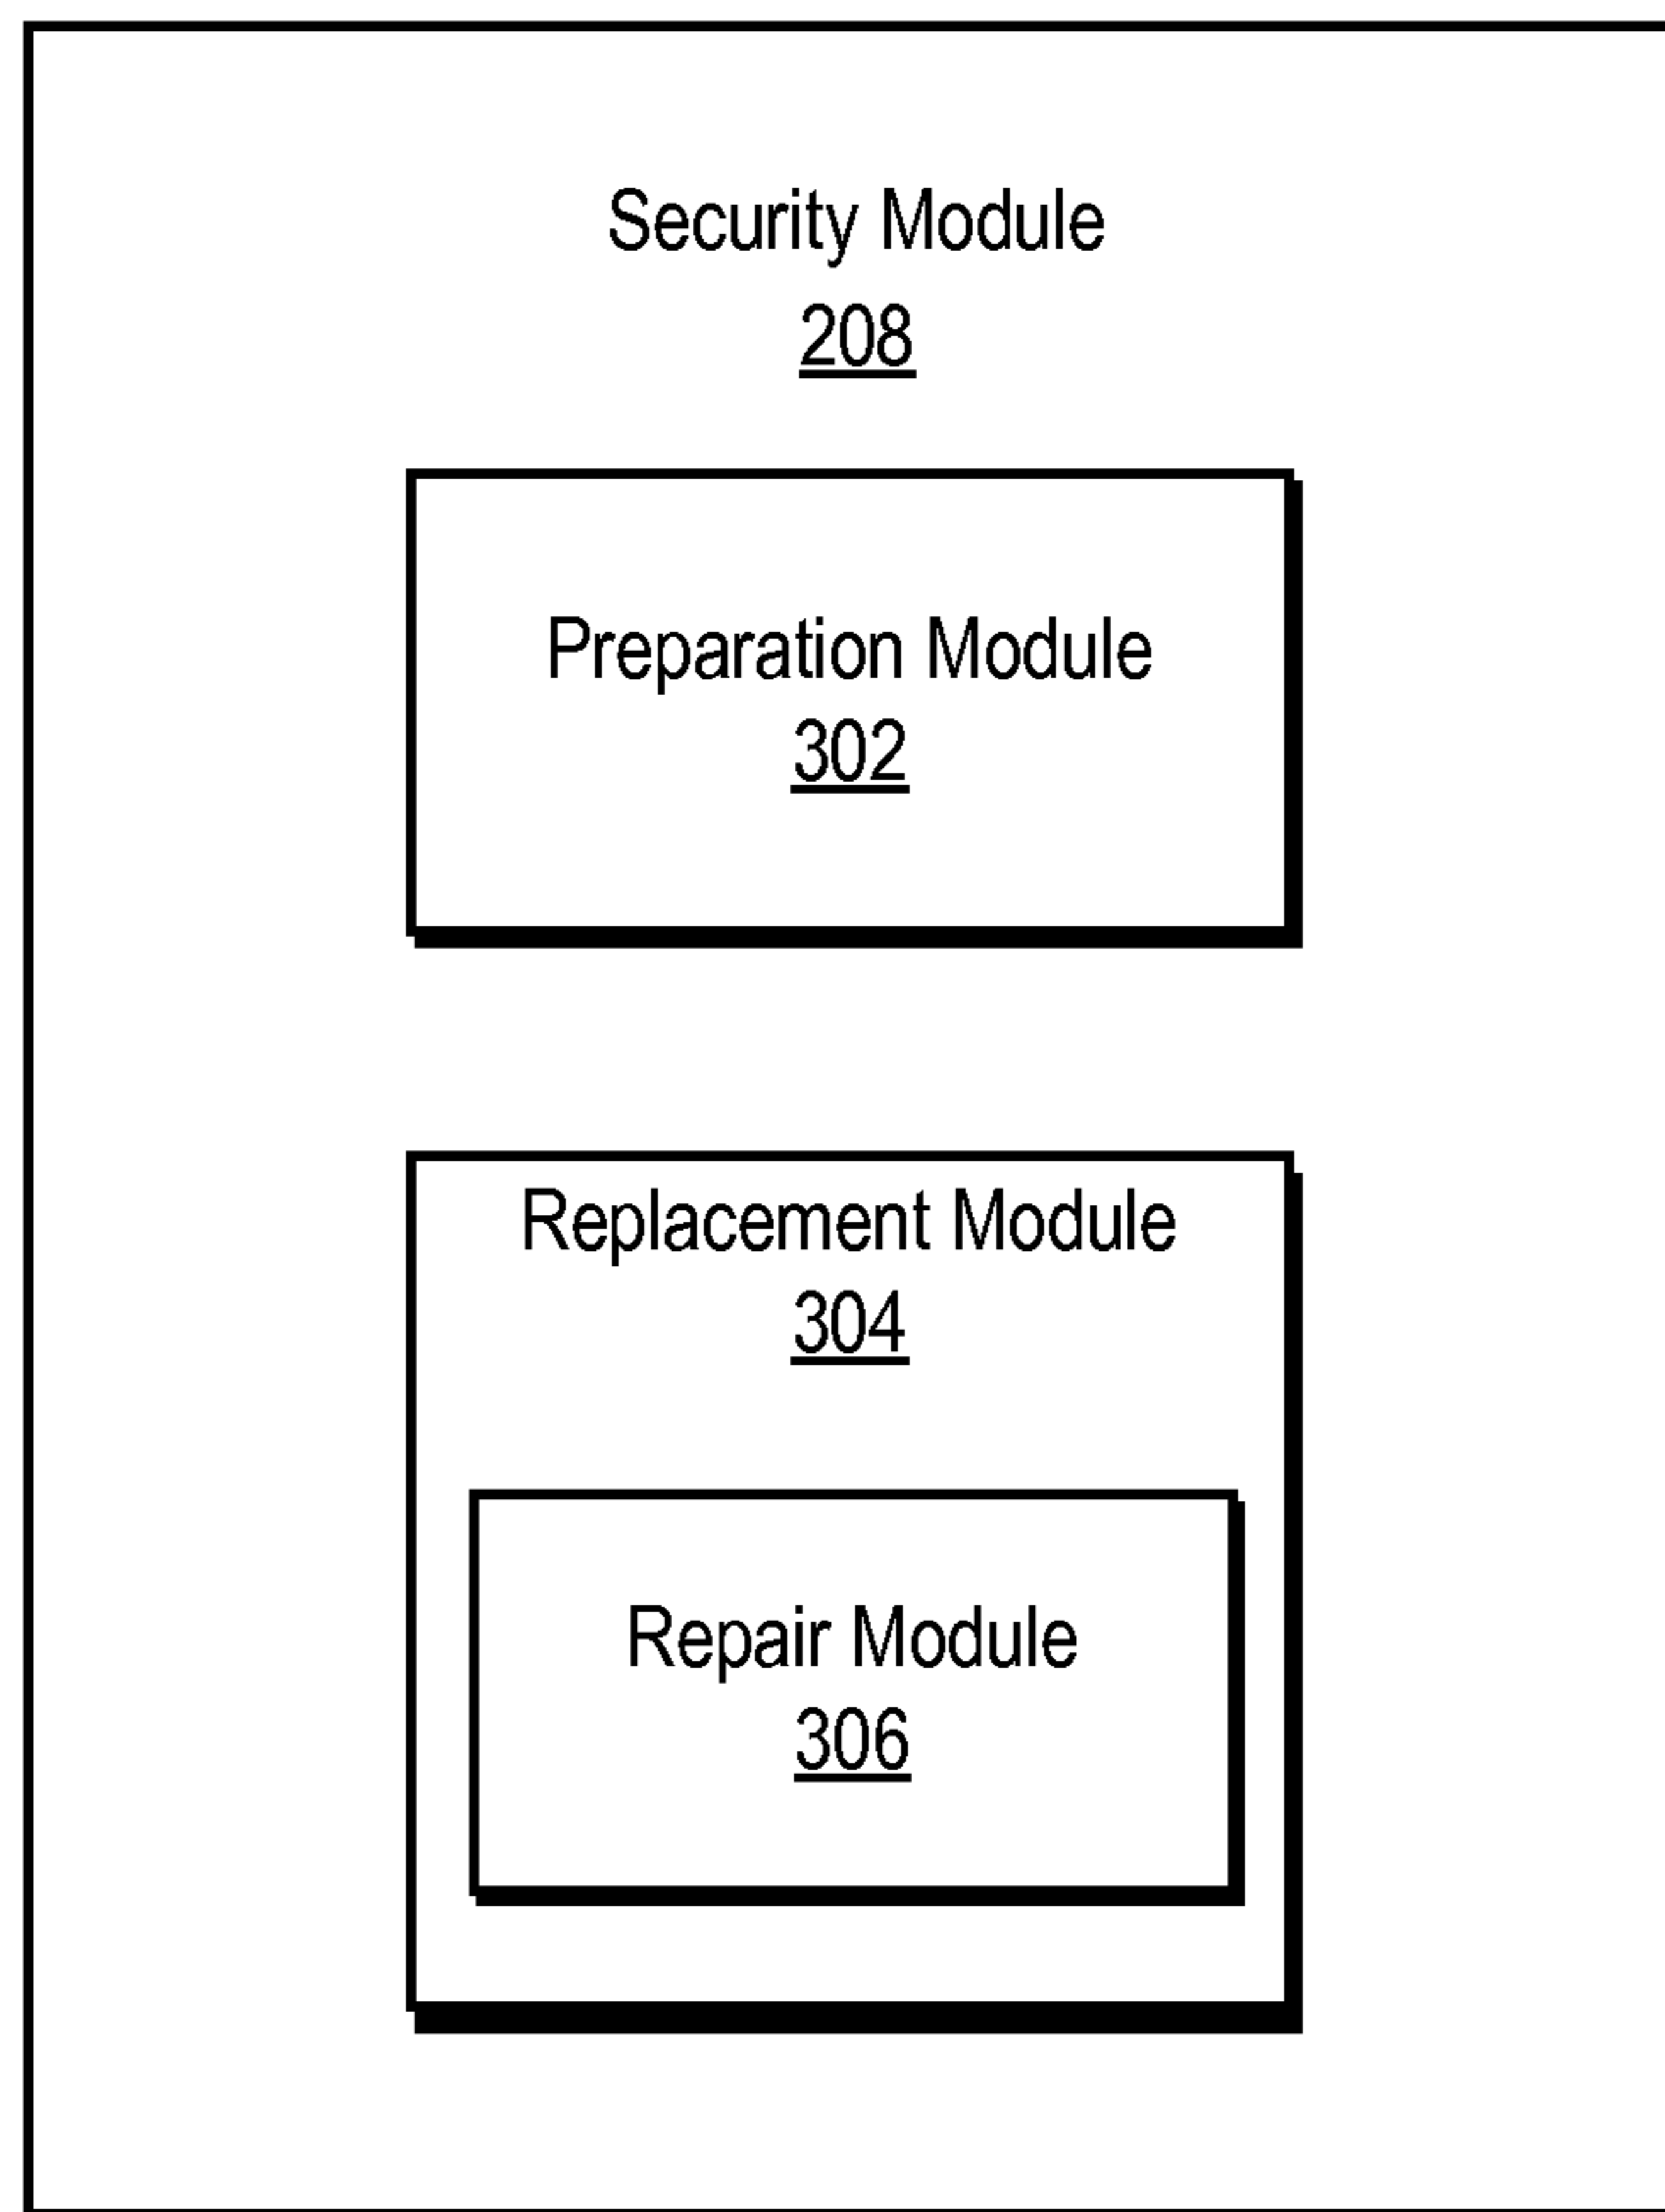 Security Module
208
Preparation Module
302
Replacement Module
304
Repair Module
306